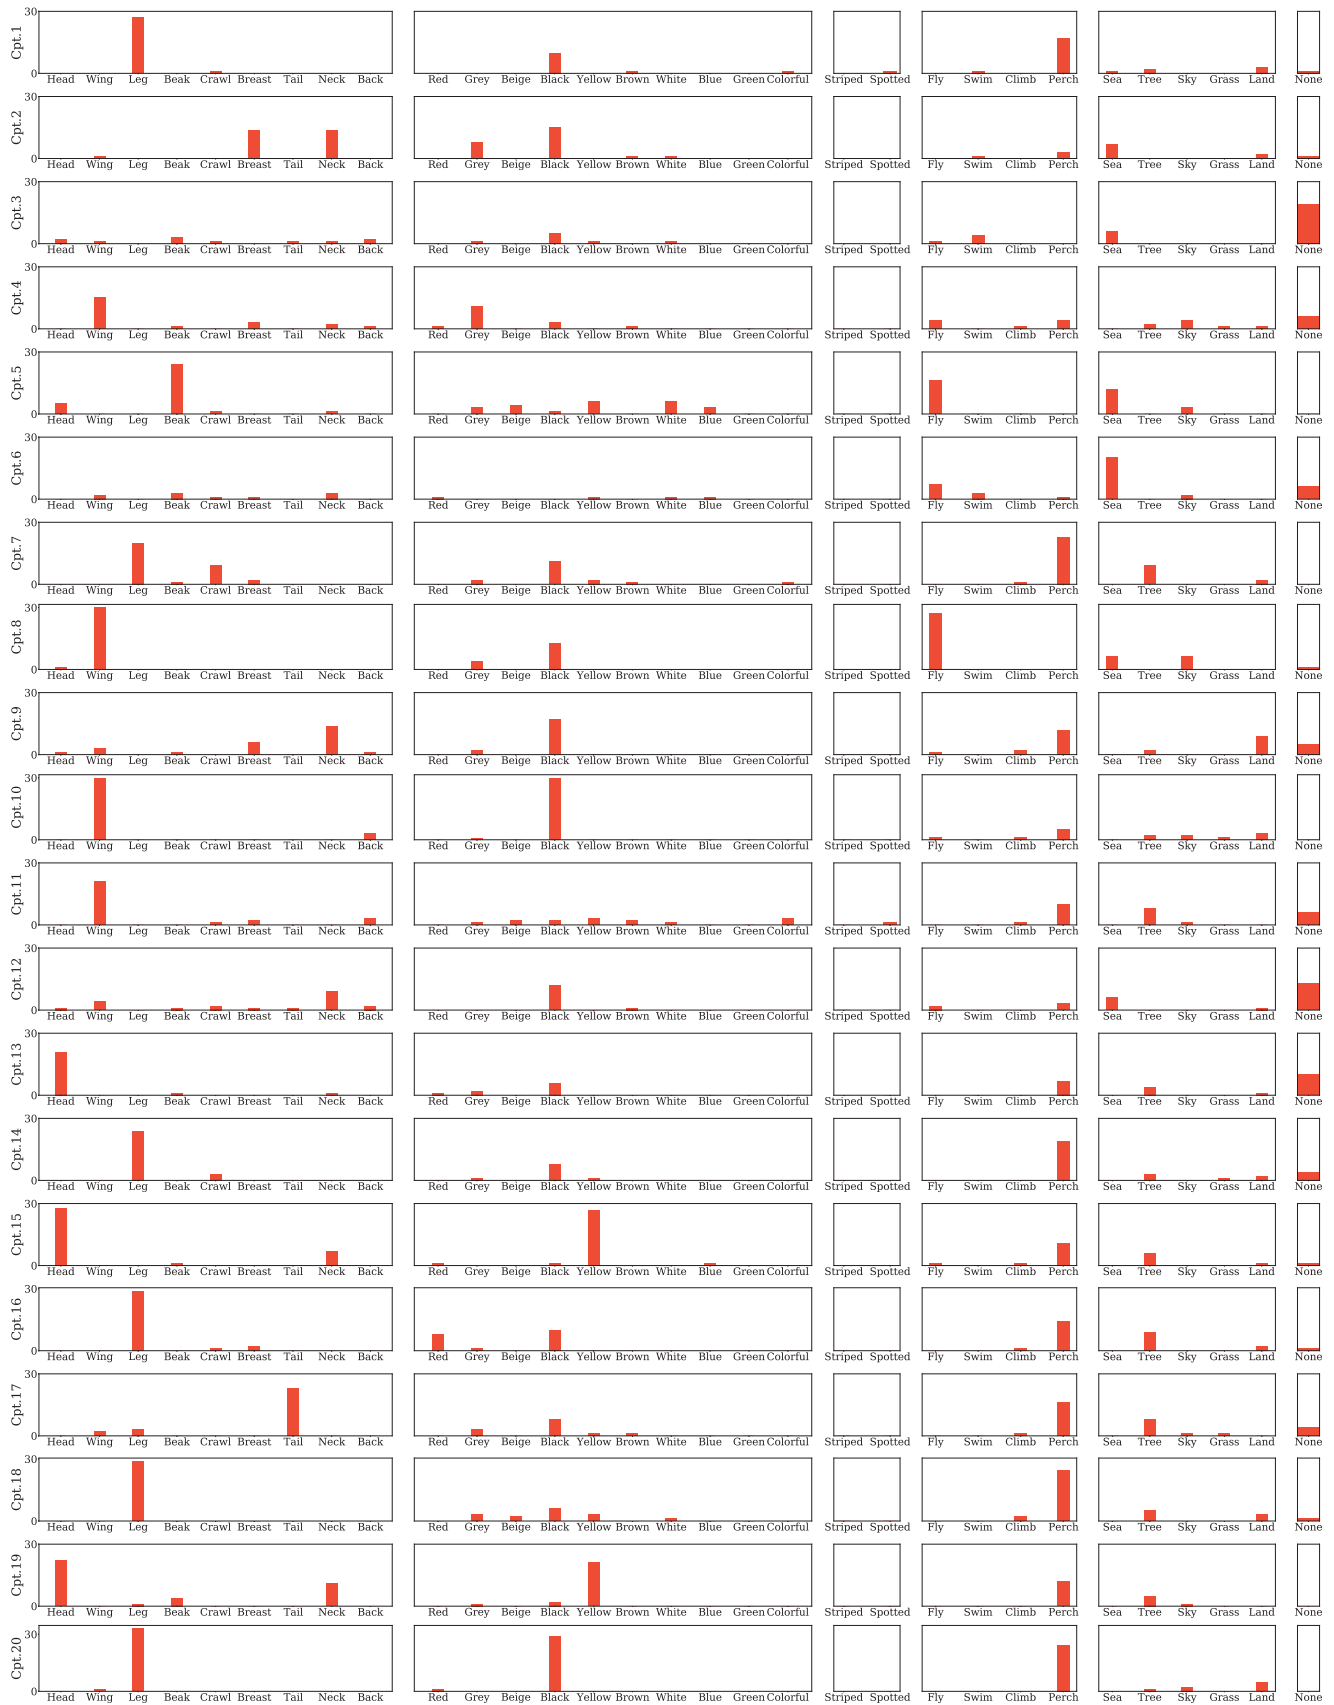 30
Cpt.1
0
Head Wing Leg Beak Crawl Breast Tail Neck Back Red Grey Beige Black Yellow Brown White Blue Green Colorful Striped Spotted Fly Swim Climb Perch Sea Tree Sky Grass Land None
30
Cpt.2
0
Head Wing Leg Beak Crawl Breast Tail Neck Back Red Grey Beige Black Yellow Brown White Blue Green Colorful Striped Spotted Fly Swim Climb Perch Sea Tree Sky Grass Land None
30
Cpt.3
0
Head Wing Leg Beak Crawl Breast Tail Neck Back Red Grey Beige Black Yellow Brown White Blue Green Colorful Striped Spotted Fly Swim Climb Perch Sea Tree Sky Grass Land None
30
Cpt.4
0
Head Wing Leg Beak Crawl Breast Tail Neck Back Red Grey Beige Black Yellow Brown White Blue Green Colorful Striped Spotted Fly Swim Climb Perch Sea Tree Sky Grass Land None
30
Cpt.5
0
Head Wing Leg Beak Crawl Breast Tail Neck Back Red Grey Beige Black Yellow Brown White Blue Green Colorful Striped Spotted Fly Swim Climb Perch Sea Tree Sky Grass Land None
30
Cpt.6
0
Head Wing Leg Beak Crawl Breast Tail Neck Back Red Grey Beige Black Yellow Brown White Blue Green Colorful Striped Spotted Fly Swim Climb Perch Sea Tree Sky Grass Land None
30
Cpt.7
0
Head Wing Leg Beak Crawl Breast Tail Neck Back Red Grey Beige Black Yellow Brown White Blue Green Colorful Striped Spotted Fly Swim Climb Perch Sea Tree Sky Grass Land None
30
Cpt.8
0
Head Wing Leg Beak Crawl Breast Tail Neck Back Red Grey Beige Black Yellow Brown White Blue Green Colorful Striped Spotted Fly Swim Climb Perch Sea Tree Sky Grass Land None
30
Cpt.9
0
Head Wing Leg Beak Crawl Breast Tail Neck Back Red Grey Beige Black Yellow Brown White Blue Green Colorful Striped Spotted Fly Swim Climb Perch Sea Tree Sky Grass Land None
30
Cpt.10
0
Head Wing Leg Beak Crawl Breast Tail Neck Back Red Grey Beige Black Yellow Brown White Blue Green Colorful Striped Spotted Fly Swim Climb Perch Sea Tree Sky Grass Land None
30
Cpt.11
0
Head Wing Leg Beak Crawl Breast Tail Neck Back Red Grey Beige Black Yellow Brown White Blue Green Colorful Striped Spotted Fly Swim Climb Perch Sea Tree Sky Grass Land None
30
Cpt.12
0
Head Wing Leg Beak Crawl Breast Tail Neck Back Red Grey Beige Black Yellow Brown White Blue Green Colorful Striped Spotted Fly Swim Climb Perch Sea Tree Sky Grass Land None
30
Cpt.13
0
Head Wing Leg Beak Crawl Breast Tail Neck Back Red Grey Beige Black Yellow Brown White Blue Green Colorful Striped Spotted Fly Swim Climb Perch Sea Tree Sky Grass Land None
30
Cpt.14
0
Head Wing Leg Beak Crawl Breast Tail Neck Back Red Grey Beige Black Yellow Brown White Blue Green Colorful Striped Spotted Fly Swim Climb Perch Sea Tree Sky Grass Land None
30
Cpt.15
0
Head Wing Leg Beak Crawl Breast Tail Neck Back Red Grey Beige Black Yellow Brown White Blue Green Colorful Striped Spotted Fly Swim Climb Perch Sea Tree Sky Grass Land None
30
Cpt.16
0
Head Wing Leg Beak Crawl Breast Tail Neck Back Red Grey Beige Black Yellow Brown White Blue Green Colorful Striped Spotted Fly Swim Climb Perch Sea Tree Sky Grass Land None
30
Cpt.17
0
Head Wing Leg Beak Crawl Breast Tail Neck Back Red Grey Beige Black Yellow Brown White Blue Green Colorful Striped Spotted Fly Swim Climb Perch Sea Tree Sky Grass Land None
30
Cpt.18
0
Head Wing Leg Beak Crawl Breast Tail Neck Back Red Grey Beige Black Yellow Brown White Blue Green Colorful Striped Spotted Fly Swim Climb Perch Sea Tree Sky Grass Land None
30
Cpt.19
0
Head Wing Leg Beak Crawl Breast Tail Neck Back Red Grey Beige Black Yellow Brown White Blue Green Colorful Striped Spotted Fly Swim Climb Perch Sea Tree Sky Grass Land None
30
Cpt.20
0
Head Wing Leg Beak Crawl Breast Tail Neck Back Red Grey Beige Black Yellow Brown White Blue Green Colorful Striped Spotted Fly Swim Climb Perch Sea Tree Sky Grass Land None